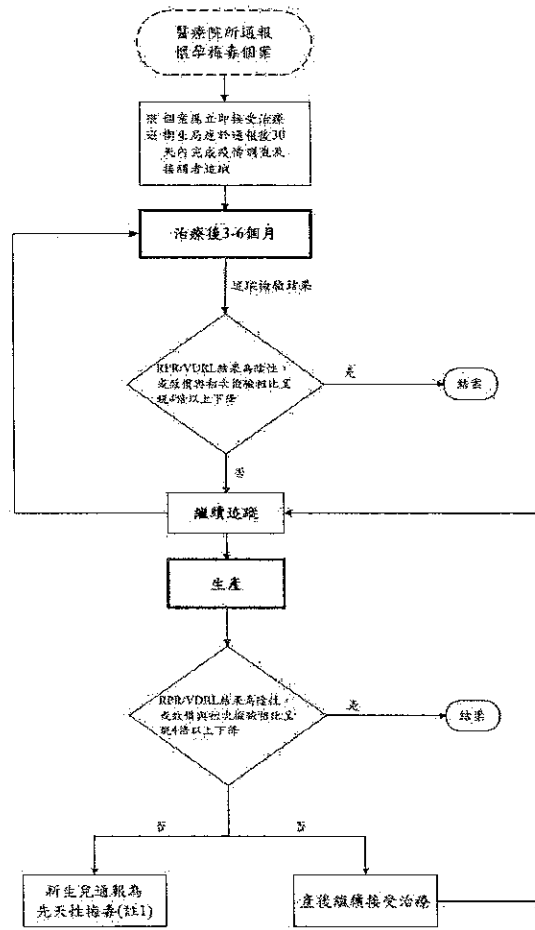 醫療院所通報
懷孕梅毒個案
※ 個案應立即接受治療
※ 衛生局應於通報後30
天內完成疫情調查及
接觸者追蹤
治療後3-6個月
追蹤檢驗結果
RPR/VDRL結果為陰性，
或效價與初次檢驗相比呈
現4倍以上下降
是
結案
否
繼續追蹤
生產
RPR/VDRL結果為陰性，
或效價與初次檢驗相比呈
現4倍以上下降
是
結案
否
否
新生兒通報為
先天性梅毒(註1)
產後繼續接受治療